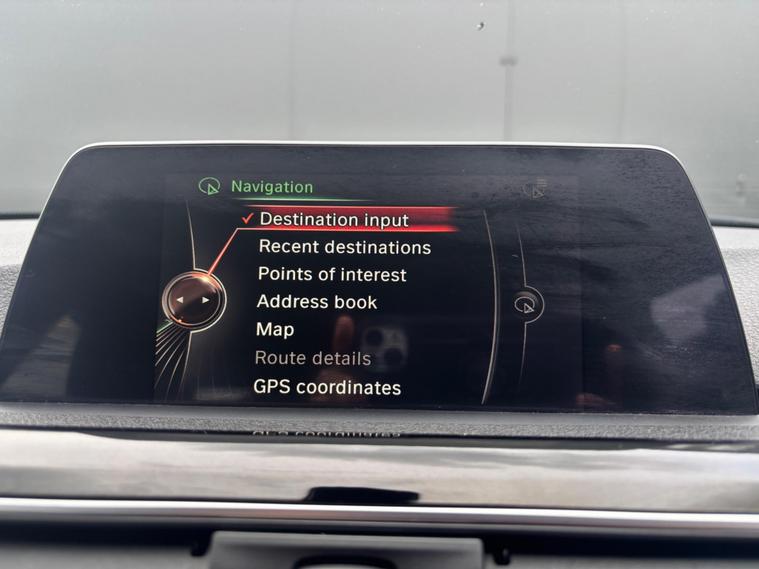 Navigation
Destination input
Recent destinations
Points of interest
Address book
Map
Route details
GPS coordinates